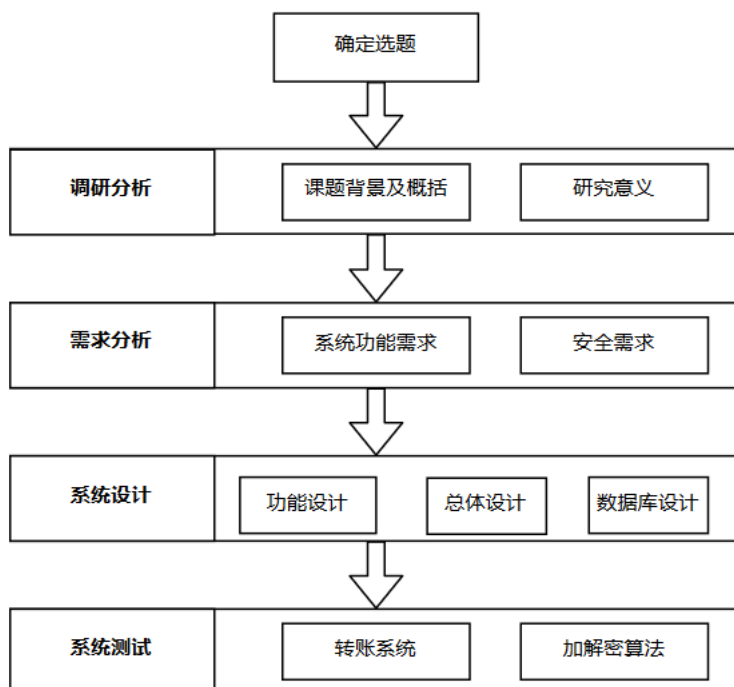 确定选题
调研分析
课题背景及概括
研究意义
需求分析
系统功能需求
安全需求
系统设计
功能设计
总体设计
数据库设计
系统测试
转账系统
加解密算法